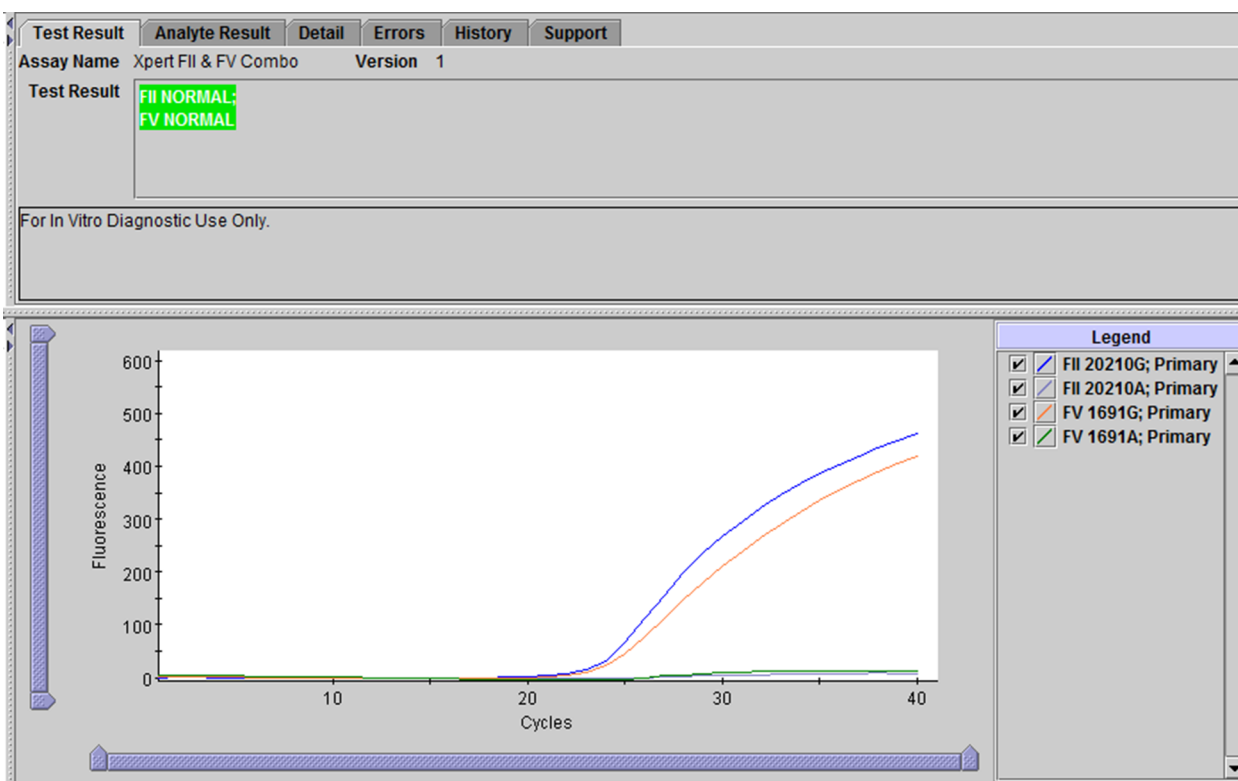 Test Result Analyte Result Detail Errors History Support
Assay Name Xpert FII & FV Combo Version 1
Test Result FII NORMAL;
FV NORMAL
For In Vitro Diagnostic Use Only.
600
500
400
300
200
100
0
Fluorescence
10 20 30 40
Cycles
Legend
FII 20210G; Primary
FII 20210A; Primary
FV 1691G; Primary
FV 1691A; Primary